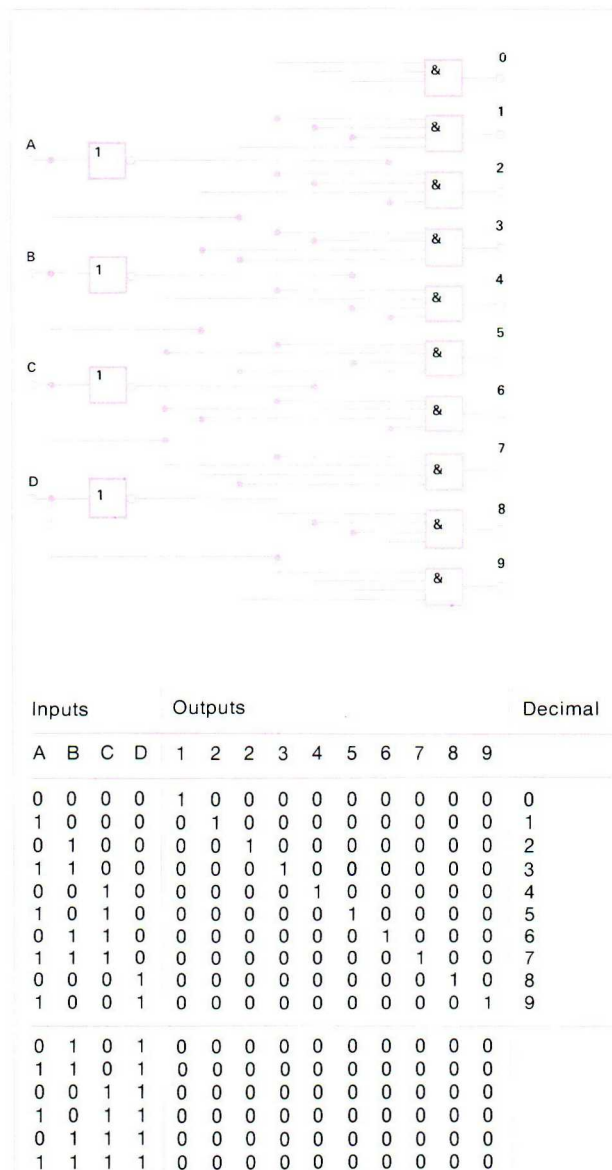 0
&
1
&
A
1
2
&
3
&
B
1
4
&
5
&
C
1
6
&
7
&
D
1
8
&
9
&
Inputs Outputs Decimal
A B C D 1 2 2 3 4 5 6 7 8 9
0 0 0 0 1 0 0 0 0 0 0 0 0 0 0
1 0 0 0 0 1 0 0 0 0 0 0 0 0 1
0 1 0 0 0 0 1 0 0 0 0 0 0 0 2
1 1 0 0 0 0 0 1 0 0 0 0 0 0 3
0 0 1 0 0 0 0 0 1 0 0 0 0 0 4
1 0 1 0 0 0 0 0 0 1 0 0 0 0 5
0 1 1 0 0 0 0 0 0 0 1 0 0 0 6
1 1 1 0 0 0 0 0 0 0 0 1 0 0 7
0 0 0 1 0 0 0 0 0 0 0 0 1 0 8
1 0 0 1 0 0 0 0 0 0 0 0 0 1 9
0 1 0 1 0 0 0 0 0 0 0 0 0 0
1 1 0 1 0 0 0 0 0 0 0 0 0 0
0 0 1 1 0 0 0 0 0 0 0 0 0 0
1 0 1 1 0 0 0 0 0 0 0 0 0 0
0 1 1 1 0 0 0 0 0 0 0 0 0 0
1 1 1 1 0 0 0 0 0 0 0 0 0 0